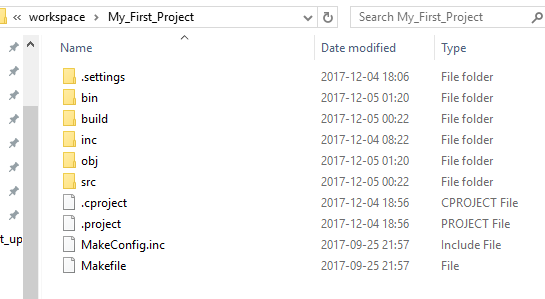 workspace My_First_Project Search My_First_Project
Name Date modified Type
.settings 2017-12-04 18:06 File folder
bin 2017-12-05 01:20 File folder
build 2017-12-05 00:22 File folder
inc 2017-12-04 08:22 File folder
obj 2017-12-05 01:20 File folder
src 2017-12-05 00:22 File folder
.cproject 2017-12-04 18:56 CPROJECT File
.project 2017-12-04 18:56 PROJECT File
t_up MakeConfig.inc 2017-09-25 21:57 Include File
Makefile 2017-09-25 21:57 File